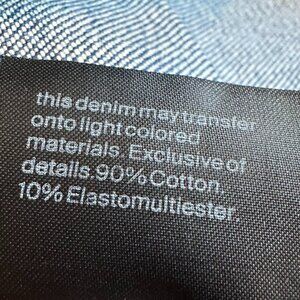 this denim may transfer
onto light colored
materials. Exclusive of
details.90% Cotton,
10% Elastomultiester.